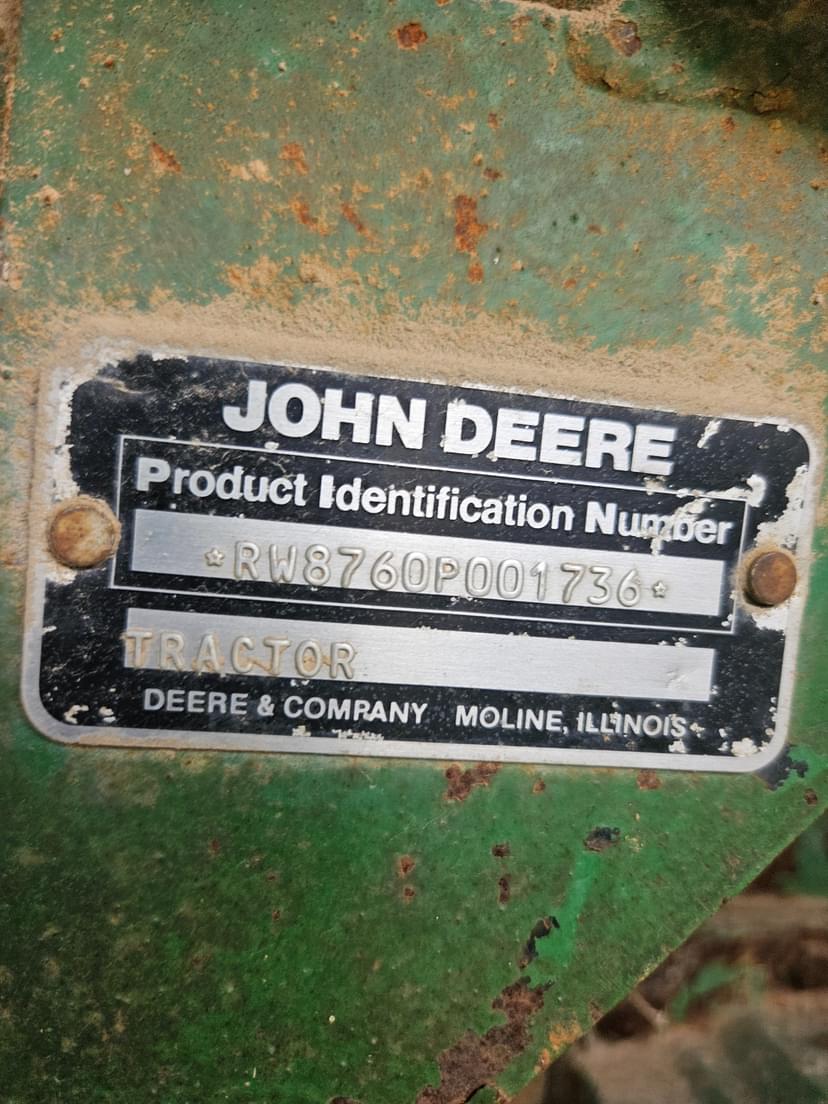 JOHN DEERE
Product Identification Number
*RW8760P001736*
TRACTOR
DEERE & COMPANY MOLINE, ILLINOIS